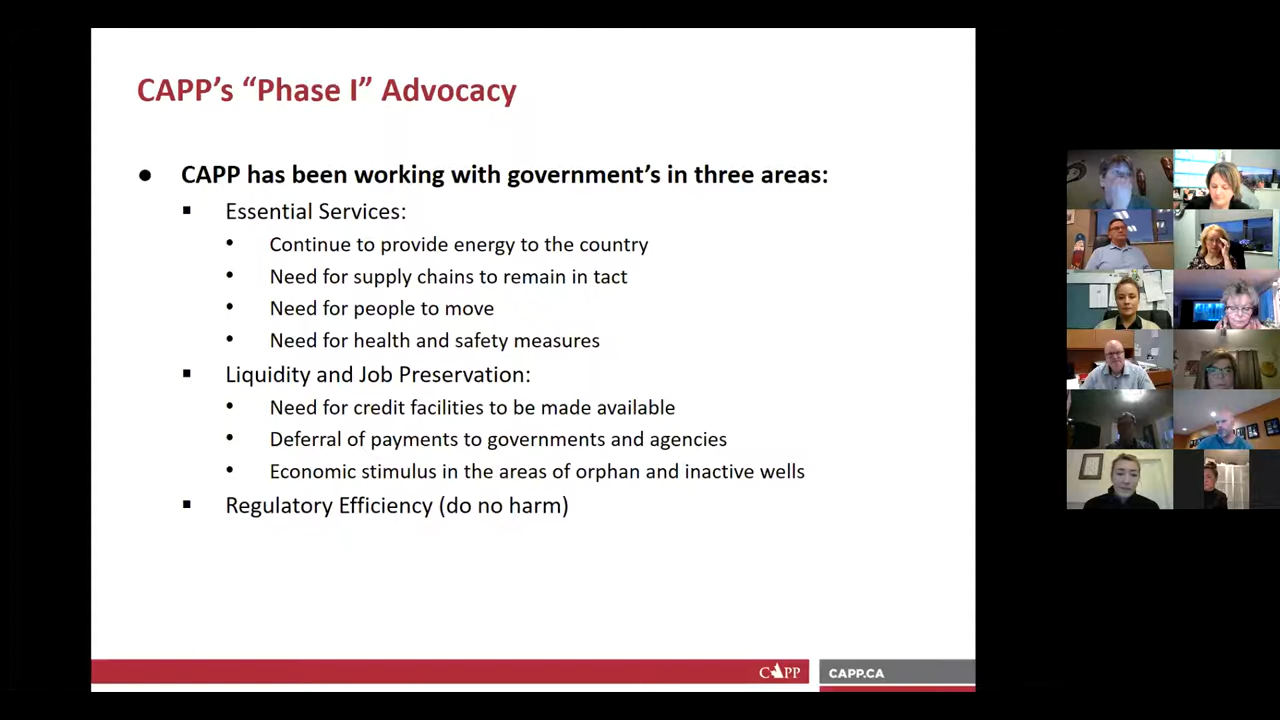 CAPP’s “Phase I” Advocacy
● CAPP has been working with government’s in three areas:
▪ Essential Services:
• Continue to provide energy to the country
• Need for supply chains to remain in tact
• Need for people to move
• Need for health and safety measures
▪ Liquidity and Job Preservation:
• Need for credit facilities to be made available
• Deferral of payments to governments and agencies
• Economic stimulus in the areas of orphan and inactive wells
▪ Regulatory Efficiency (do no harm)
CAPP
CAPP.CA